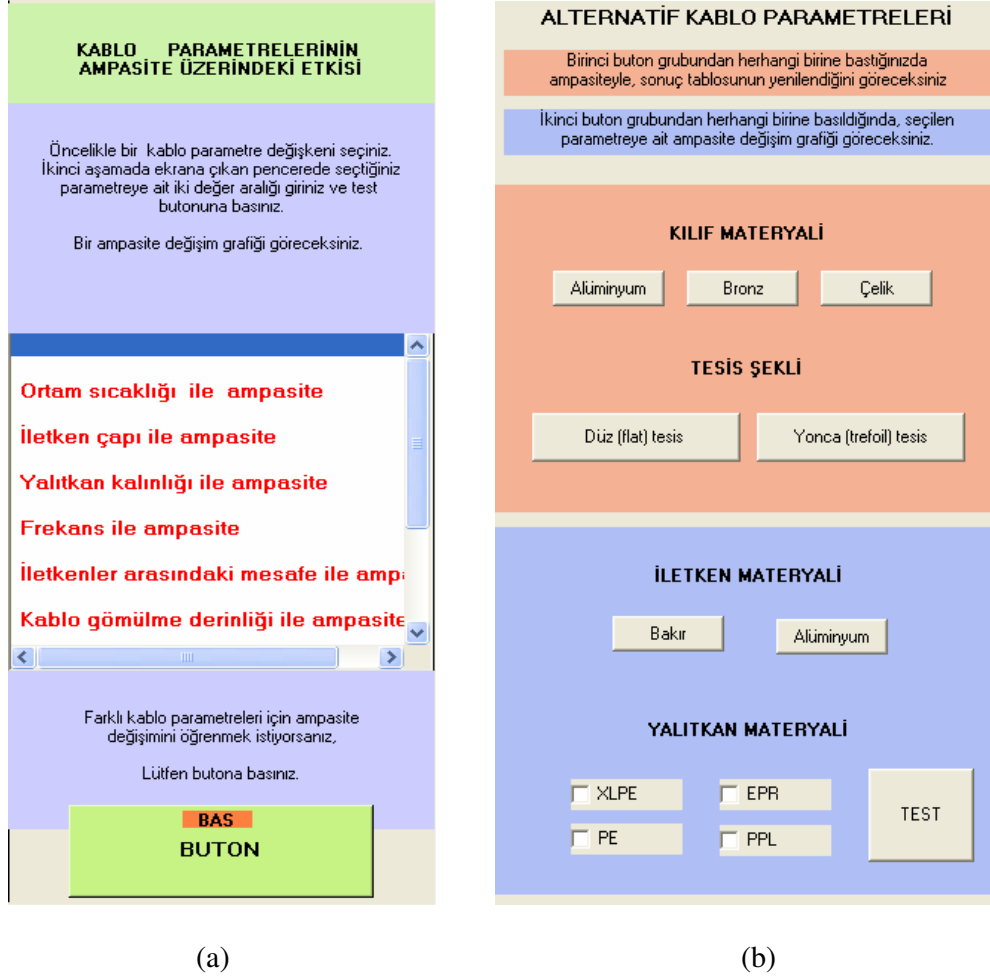 KABLO PARAMETRELERİNİN
AMPASİTE ÜZERİNDEKİ ETKİSİ
Öncelikle bir kablo parametre değişkeni seçiniz.
İkinci aşamada ekrana çıkan pencerede seçtiğiniz
parametreye ait iki değer aralığı giriniz ve test
butonuna basınız.
Bir ampasite değişim grafiği göreceksiniz.
Ortam sıcaklığı ile ampasite
İletken çapı ile ampasite
Yalıtkan kalınlığı ile ampasite
Frekans ile ampasite
İletkenler arasındaki mesafe ile ampa
Kablo gömülme derinliği ile ampasite
Farklı kablo parametreleri için ampasite
değişimini öğrenmek istiyorsanız,
Lütfen butona basınız.
BAS
BUTON
(a)
ALTERNATİF KABLO PARAMETRELERİ
Birinci buton grubundan herhangi birine bastığınızda
ampasiteyle, sonuç tablosunun yenilendiğini göreceksiniz
İkinci buton grubundan herhangi birine basıldığında, seçilen
parametreye ait ampasite değişim grafiği göreceksiniz.
KILIF MATERYALİ
Alüminyum Bronz Çelik
TESİS ŞEKLİ
Düz (flat) tesis Yonca (trefoil) tesis
İLETKEN MATERYALİ
Bakır Alüminyum
YALITKAN MATERYALİ
XLPE EPR
TEST
PE PPL
(b)